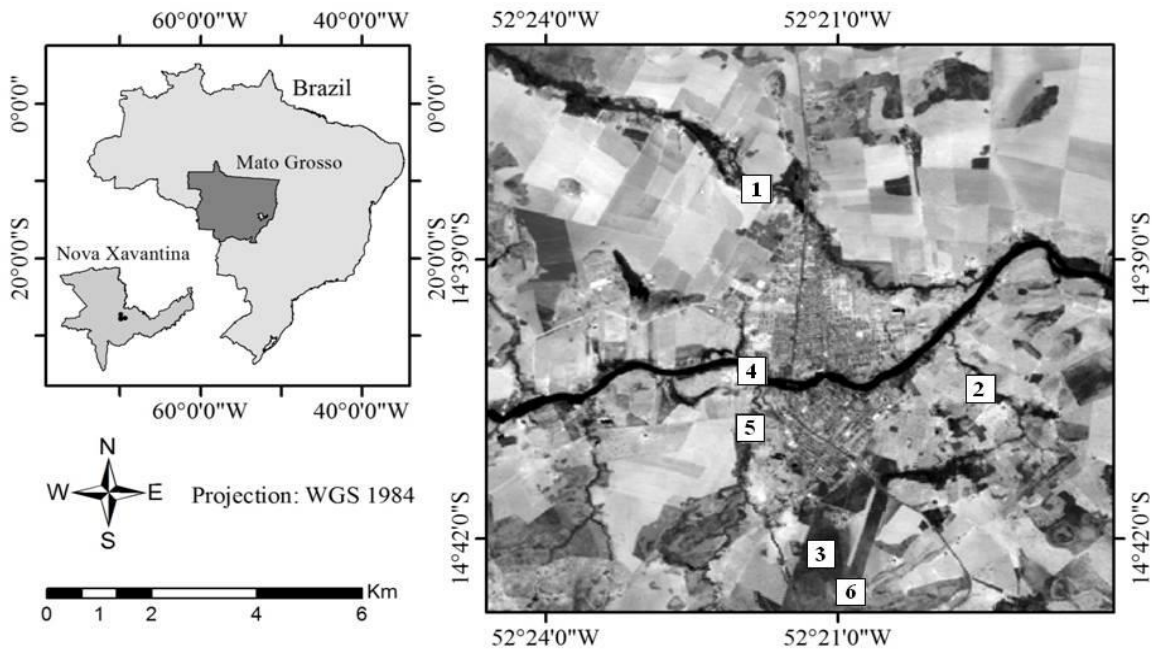 60°0'0"W 40°0'0"W
52°24'0"W 52°21'0"W
Brazil
0°0'0"
0°0'0"
Mato Grosso
1
Nova Xavantina
20°0'0"S
20°0'0"S
14°39'0"S
14°39'0"S
4
2
5
60°0'0"W 40°0'0"W
N
W E
S
Projection: WGS 1984
14°42'0"S
14°42'0"S
3
6
Km
0 1 2 4 6
52°24'0"W 52°21'0"W